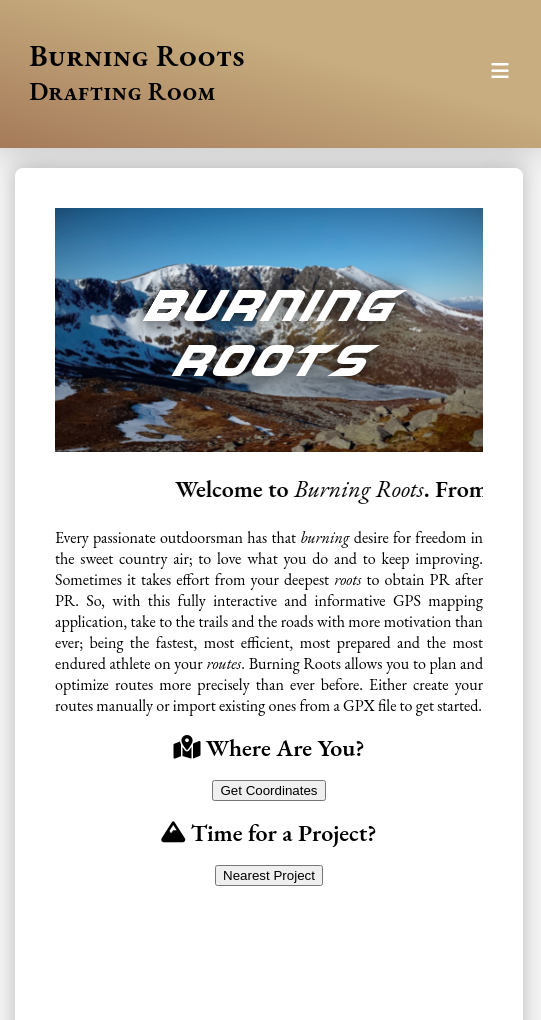 Burning Roots
Drafting Room
BURNING
ROOTS
Welcome to Burning Roots. From
Every passionate outdoorsman has that burning desire for freedom in
the sweet country air; to love what you do and to keep improving.
Sometimes it takes effort from your deepest roots to obtain PR after
PR. So, with this fully interactive and informative GPS mapping
application, take to the trails and the roads with more motivation than
ever; being the fastest, most efficient, most prepared and the most
endured athlete on your routes. Burning Roots allows you to plan and
optimize routes more precisely than ever before. Either create your
routes manually or import existing ones from a GPX file to get started.
Where Are You?
Get Coordinates
Time for a Project?
Nearest Project